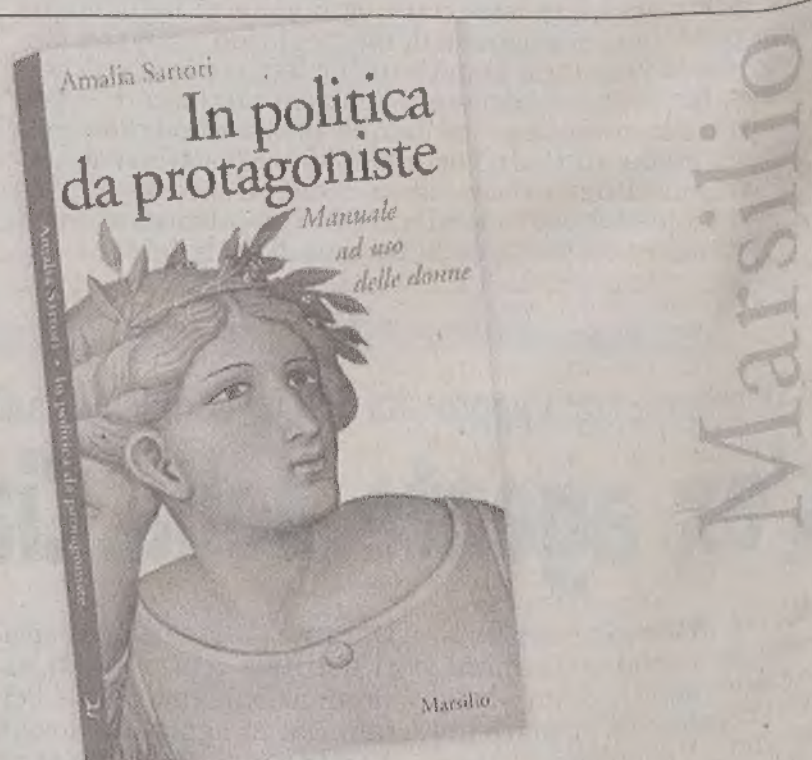 Amalia Sartori
In politica
da protagoniste
Manuale
ad uso
delle donne
Amalia Sartori • In politica da protagoniste
Marsilio
Marsilio